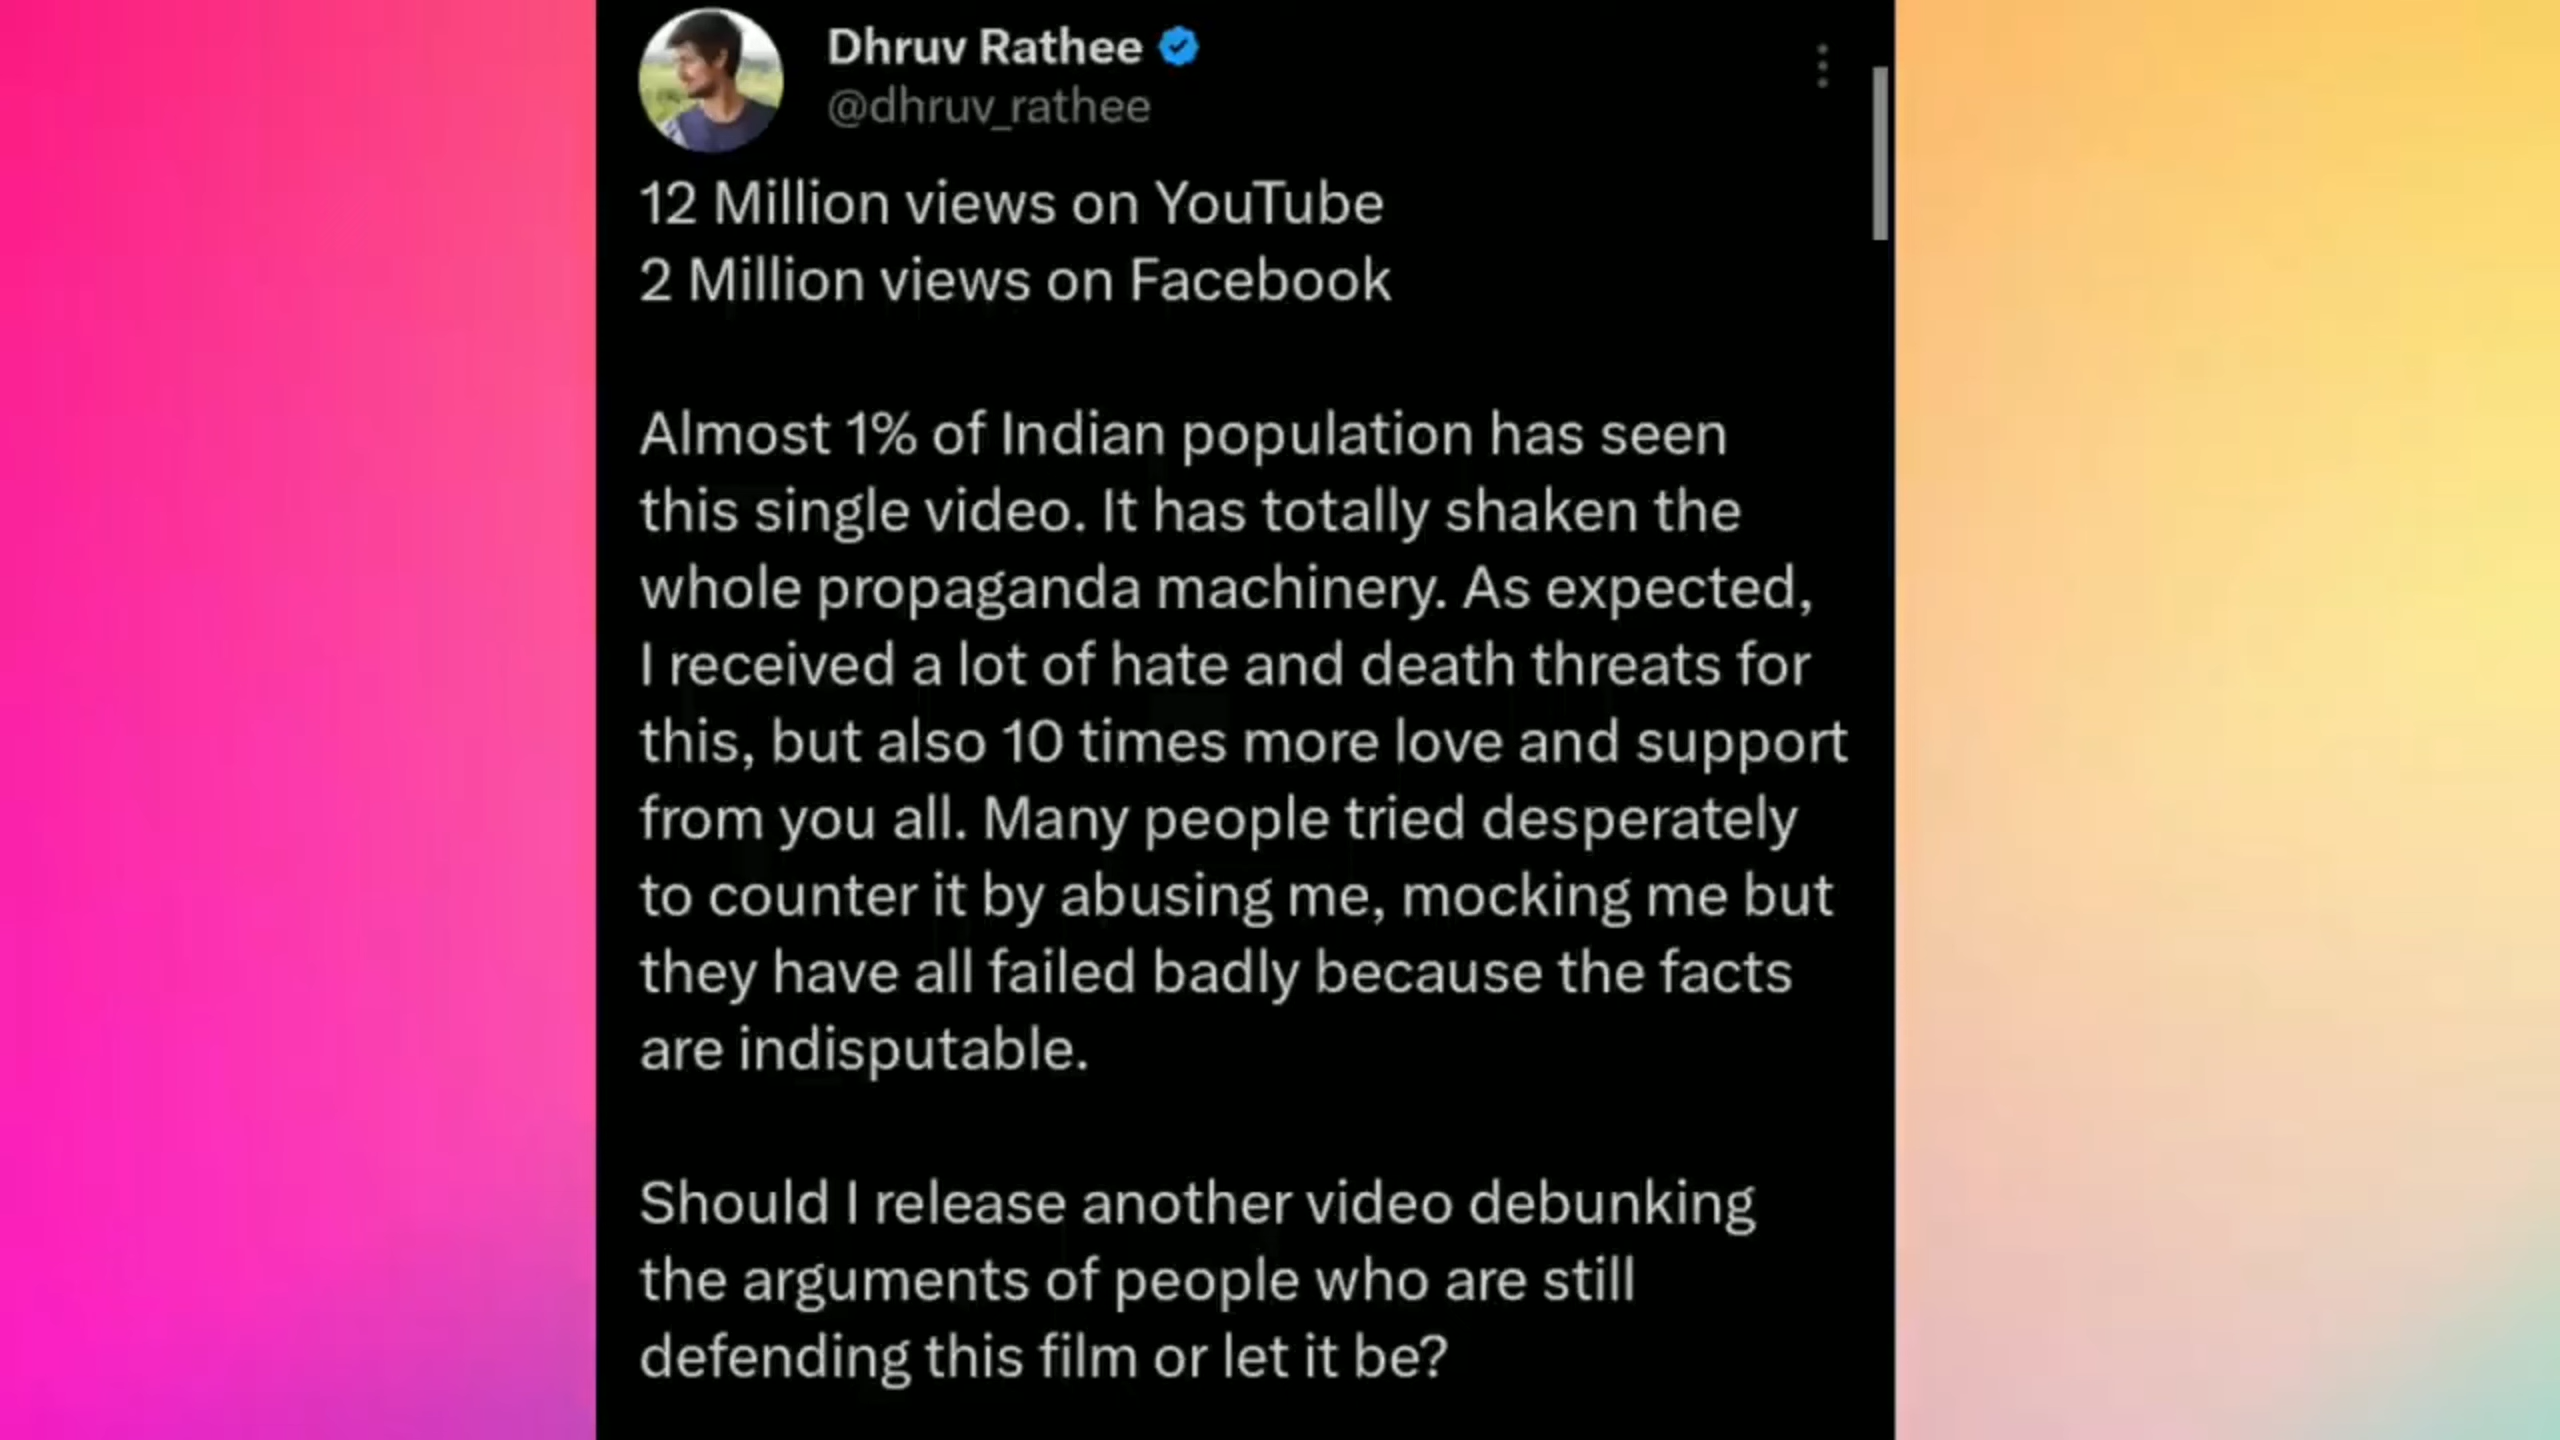 Dhruv Rathee
@dhruv_rathee
12 Million views on YouTube
2 Million views on Facebook
Almost 1% of Indian population has seen
this single video. It has totally shaken the
whole propaganda machinery. As expected,
I received a lot of hate and death threats for
this, but also 10 times more love and support
from you all. Many people tried desperately
to counter it by abusing me, mocking me but
they have all failed badly because the facts
are indisputable.
Should I release another video debunking
the arguments of people who are still
defending this film or let it be?